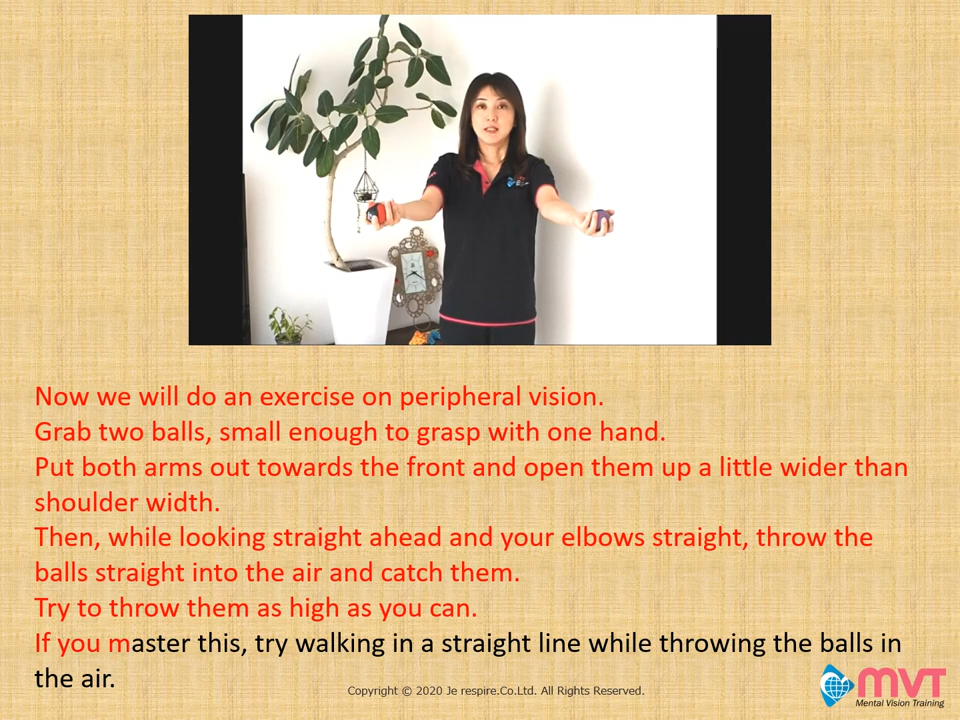 Now we will do an exercise on peripheral vision.
Grab two balls, small enough to grasp with one hand.
Put both arms out towards the front and open them up a little wider than
shoulder width.
Then, while looking straight ahead and your elbows straight, throw the
balls straight into the air and catch them.
Try to throw them as high as you can.
If you master this, try walking in a straight line while throwing the balls in
the air.
Copyright © 2020 Je respire.Co.Ltd. All Rights Reserved.
MVT
Mental Vision Training